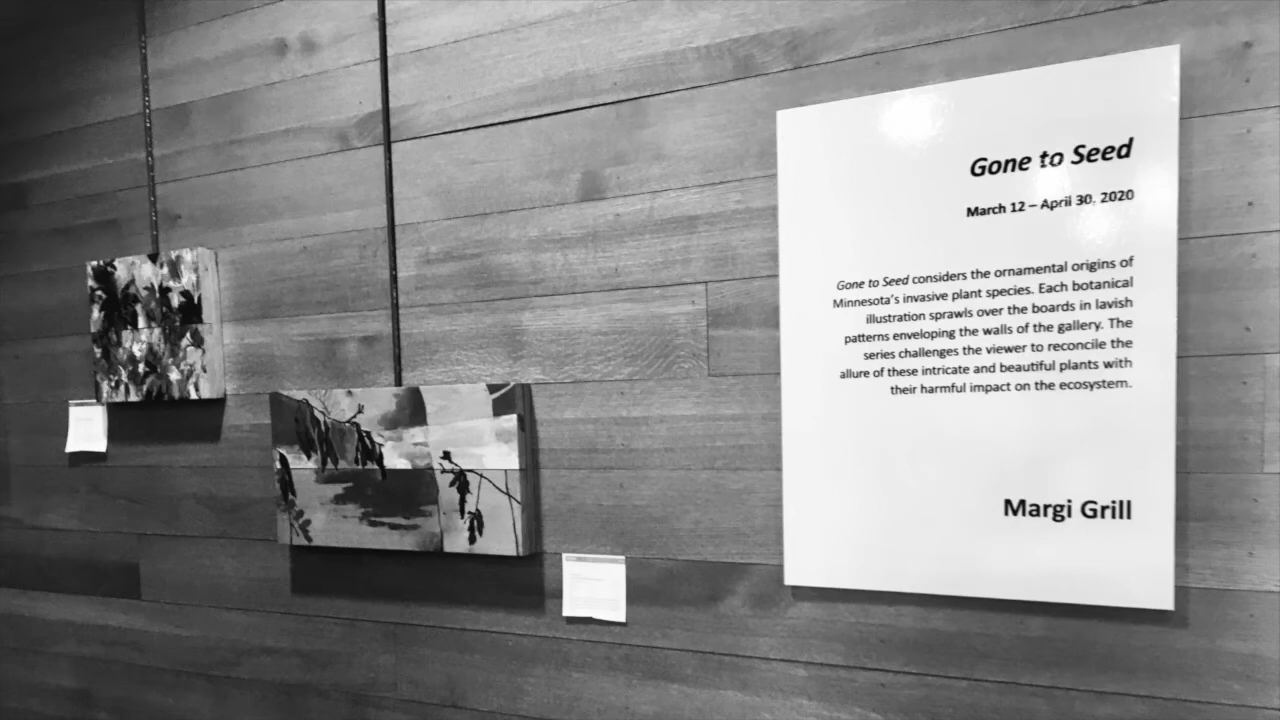 Gone to Seed
March 12 – April 30, 2020
Gone to Seed considers the ornamental origins of
Minnesota's invasive plant species. Each botanical
illustration sprawls over the boards in lavish
patterns enveloping the walls of the gallery. The
series challenges the viewer to reconcile the
allure of these intricate and beautiful plants with
their harmful impact on the ecosystem.
Margi Grill